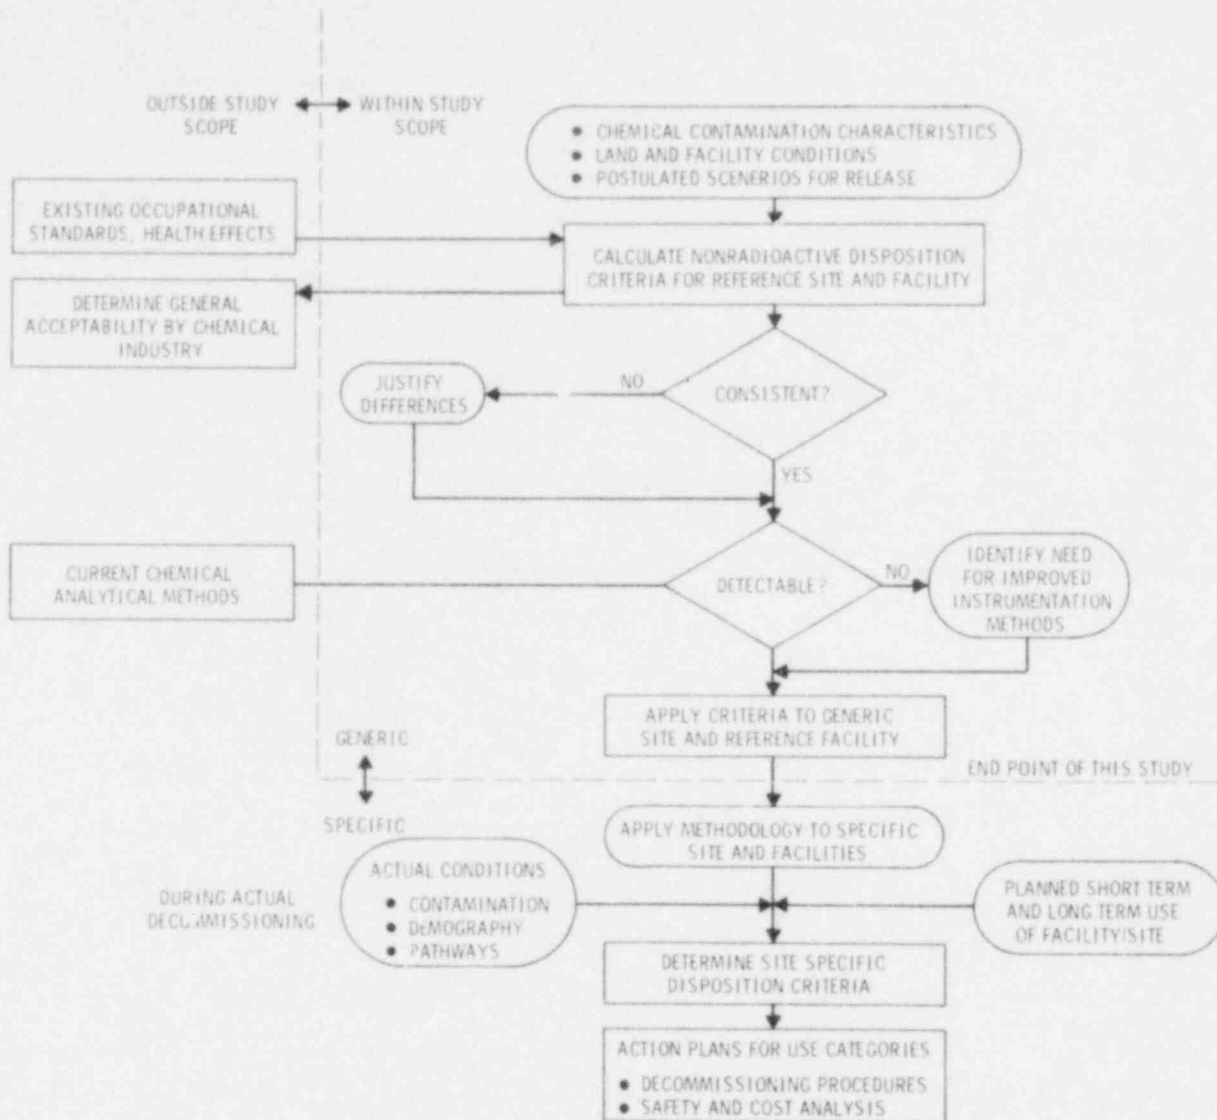 OUTSIDE STUDY
SCOPE
WITHIN STUDY
SCOPE
• CHEMICAL CONTAMINATION CHARACTERISTICS
• LAND AND FACILITY CONDITIONS
• POSTULATED SCENERIOS FOR RELEASE
EXISTING OCCUPATIONAL
STANDARDS, HEALTH EFFECTS
CALCULATE NONRADIOACTIVE DISPOSITION
CRITERIA FOR REFERENCE SITE AND FACILITY
DETERMINE GENERAL
ACCEPTABILITY BY CHEMICAL
INDUSTRY
JUSTIFY
DIFFERENCES
NO
CONSISTENT?
YES
CURRENT CHEMICAL
ANALYTICAL METHODS
DETECTABLE?
NO
IDENTIFY NEED
FOR IMPROVED
INSTRUMENTATION
METHODS
APPLY CRITERIA TO GENERIC
SITE AND REFERENCE FACILITY
GENERIC
END POINT OF THIS STUDY
SPECIFIC
APPLY METHODOLOGY TO SPECIFIC
SITE AND FACILITIES
DURING ACTUAL
DECOMMISSIONING
ACTUAL CONDITIONS
• CONTAMINATION
• DEMOGRAPHY
• PATHWAYS
PLANNED SHORT TERM
AND LONG TERM USE
OF FACILITY/SITE
DETERMINE SITE SPECIFIC
DISPOSITION CRITERIA
ACTION PLANS FOR USE CATEGORIES
• DECOMMISSIONING PROCEDURES
• SAFETY AND COST ANALYSIS